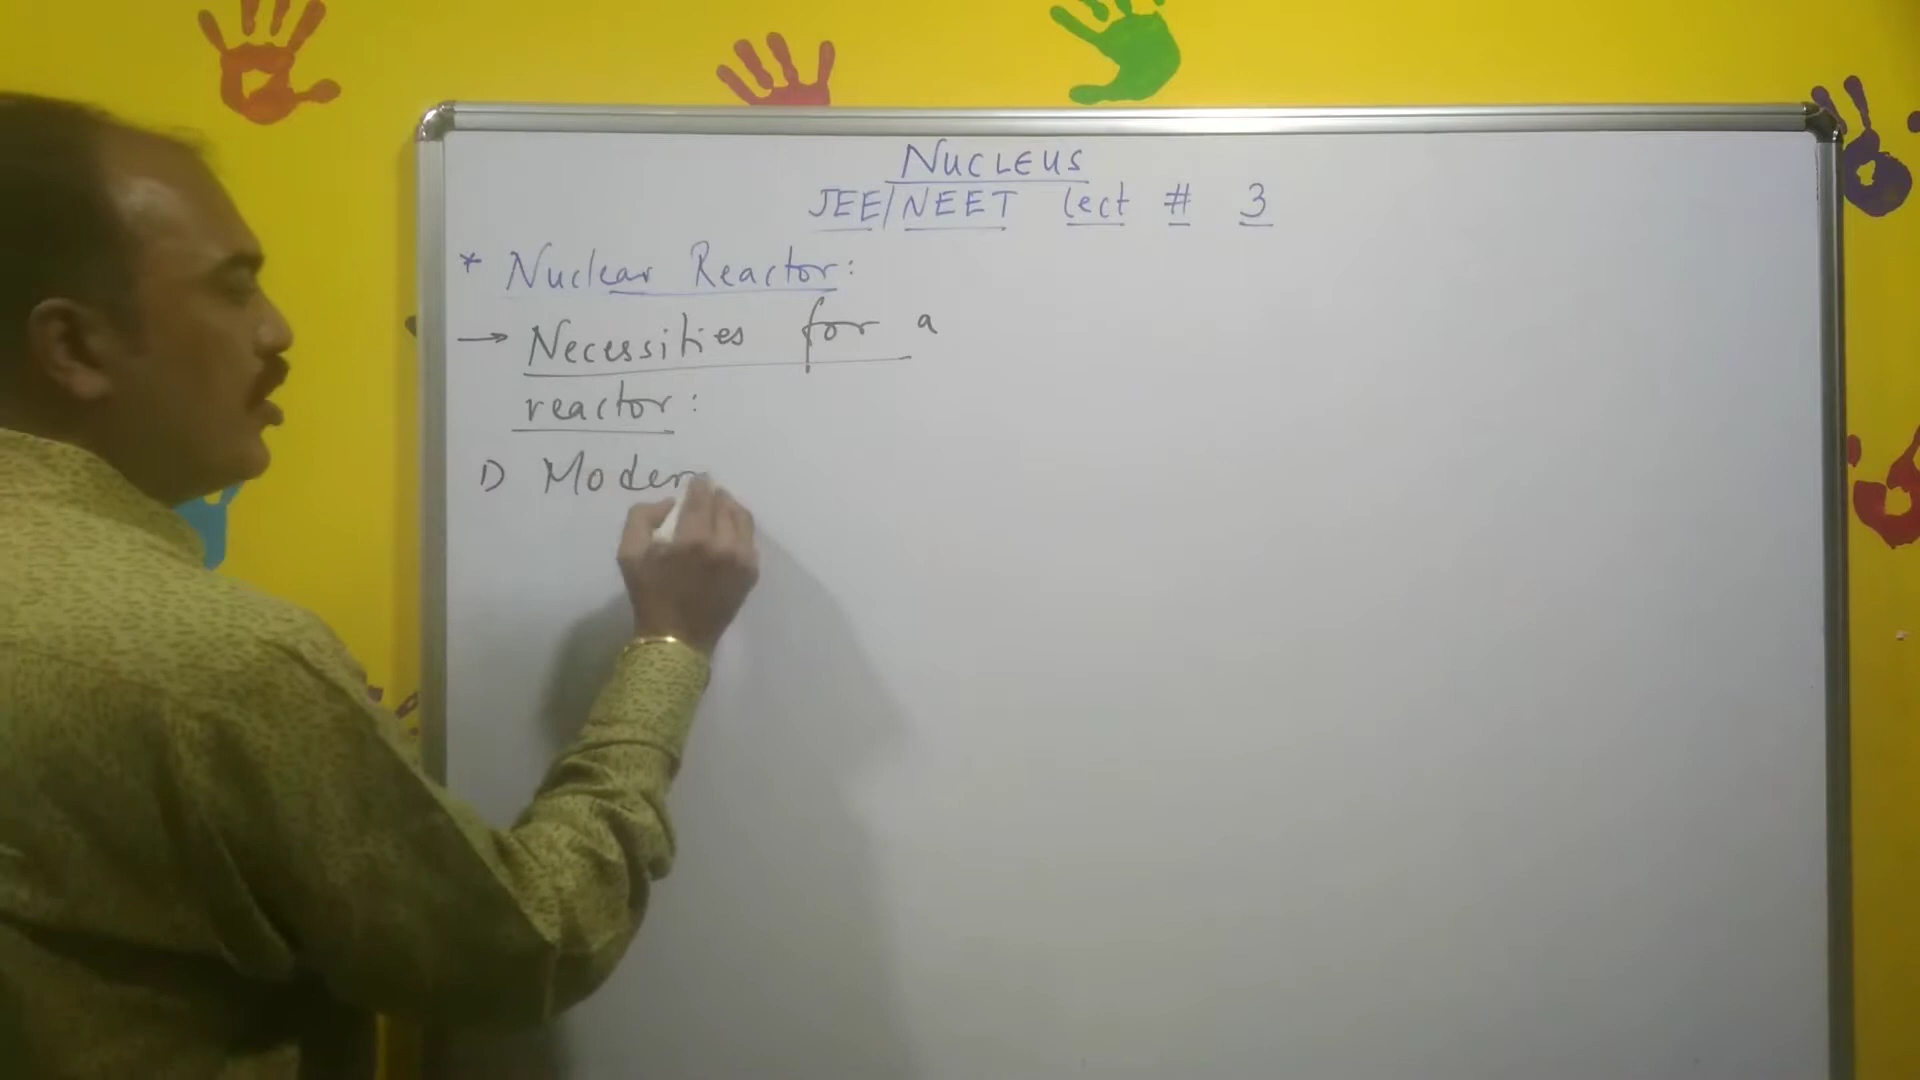 NUCLEUS
JEE/NEET Lect # 3
* Nuclear Reactor:
→ Necessities for a
reactor:
1) Moder